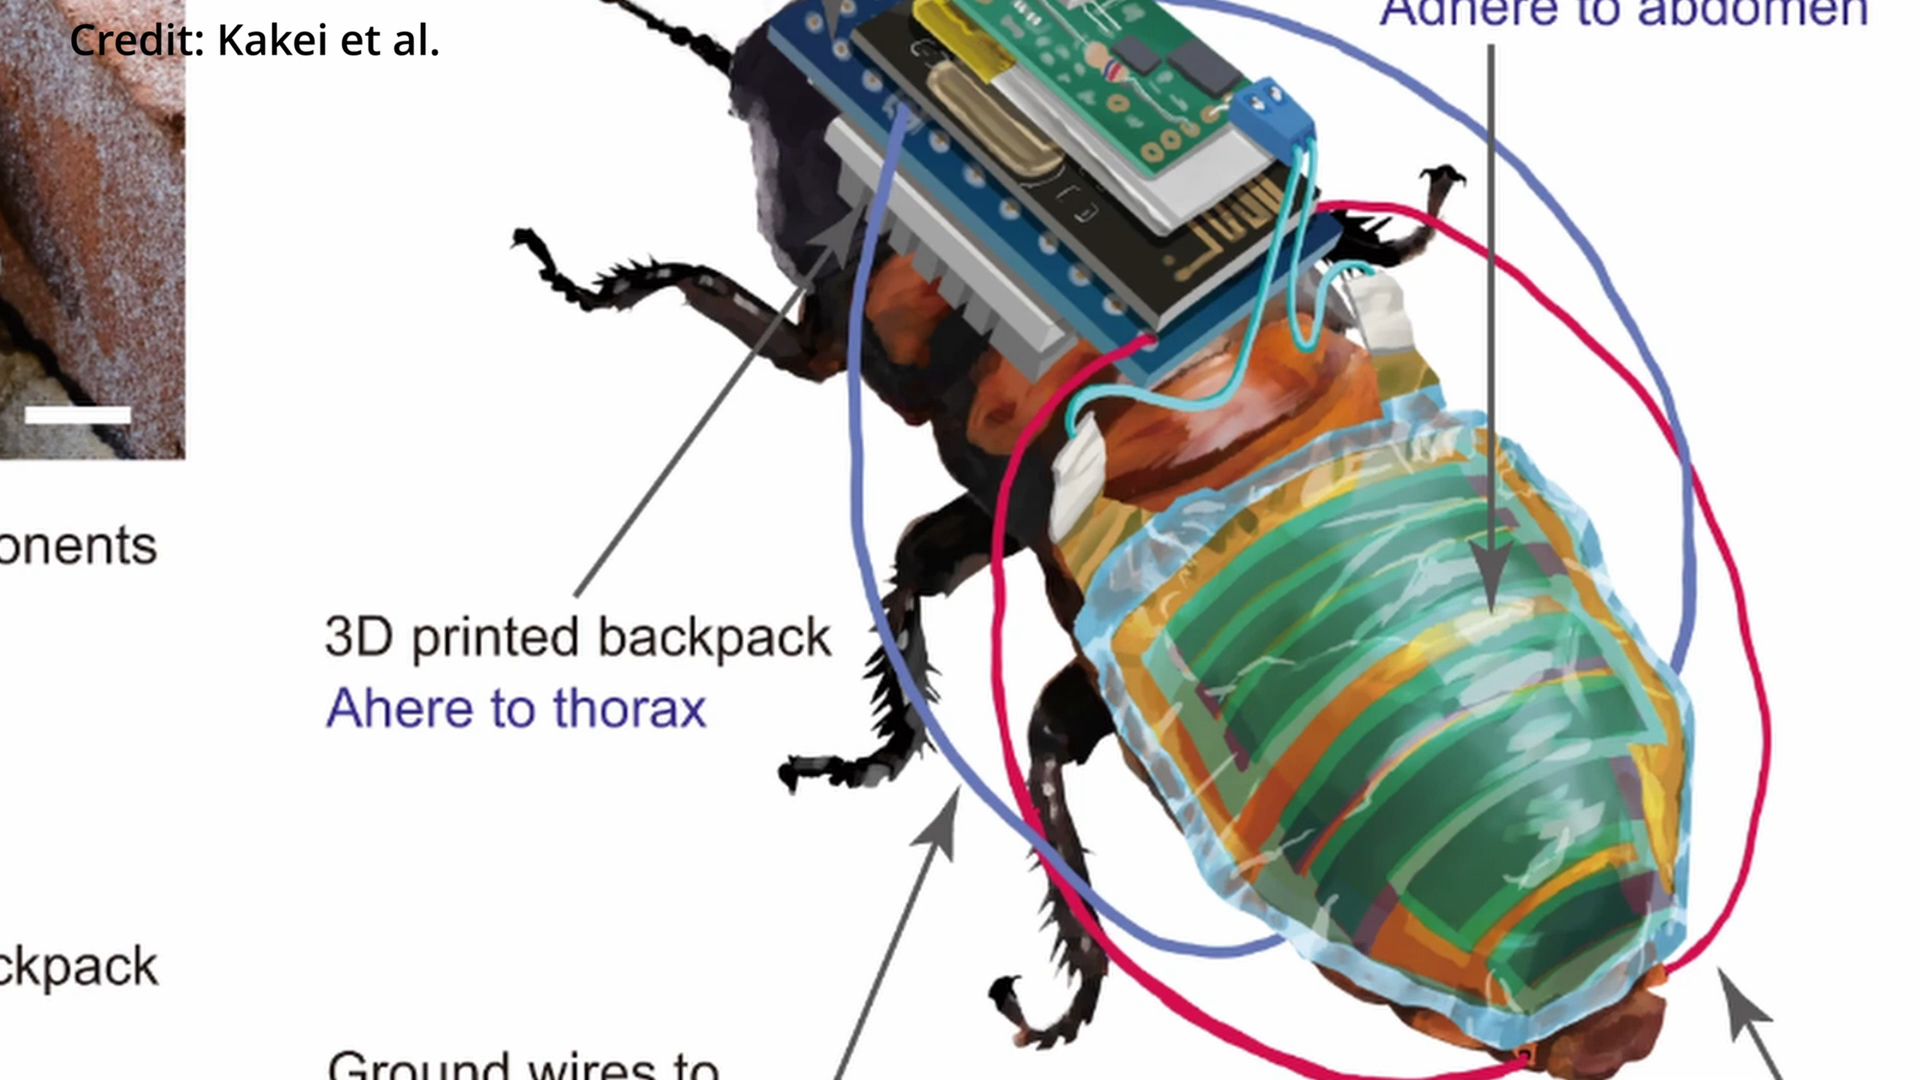 Credit: Kakei et al.
Adhere to abdomen
onents
3D printed backpack
Ahere to thorax
ckpack
Ground wires to